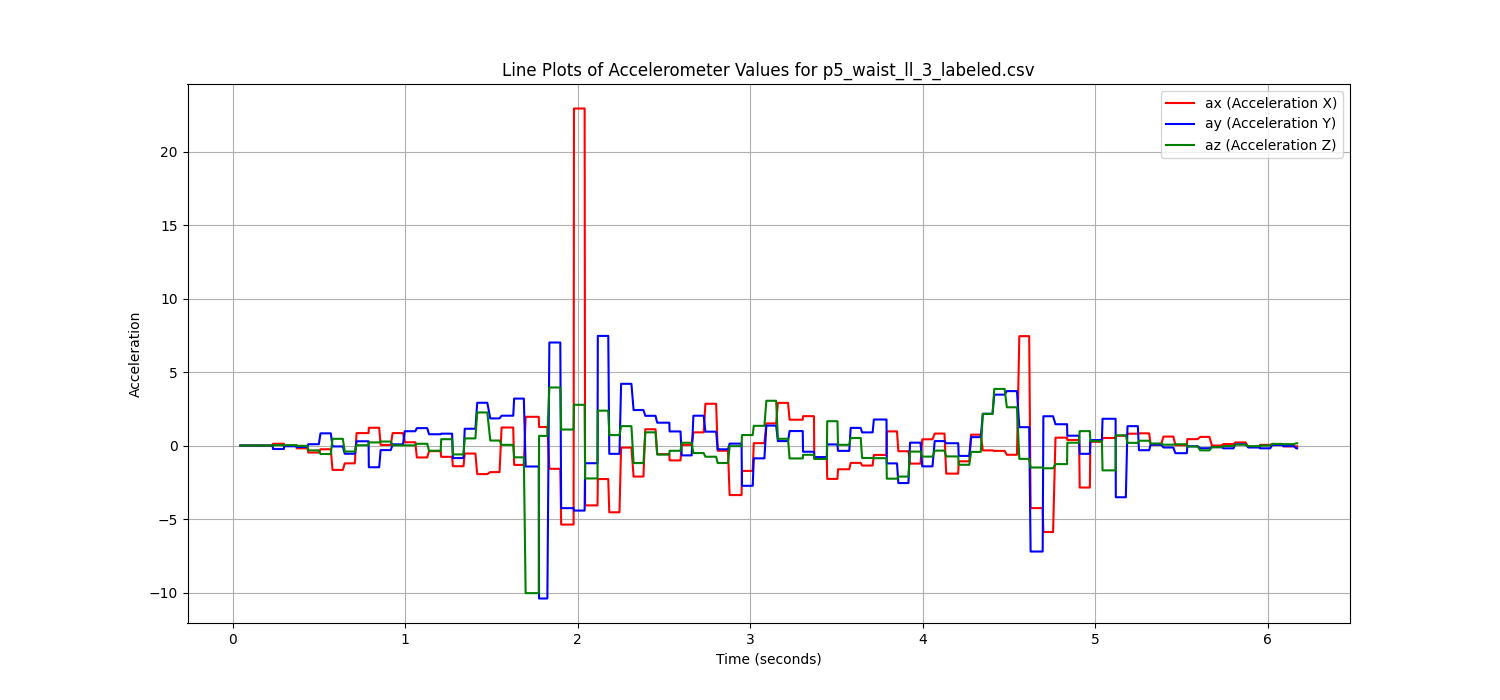 Line Plots of Accelerometer Values for p5_waist_ll_3_labeled.csv
ax (Acceleration X)
ay (Acceleration Y)
az (Acceleration Z)
Acceleration
20
15
10
5
0
−5
−10
0 1 2 3 4 5 6
Time (seconds)